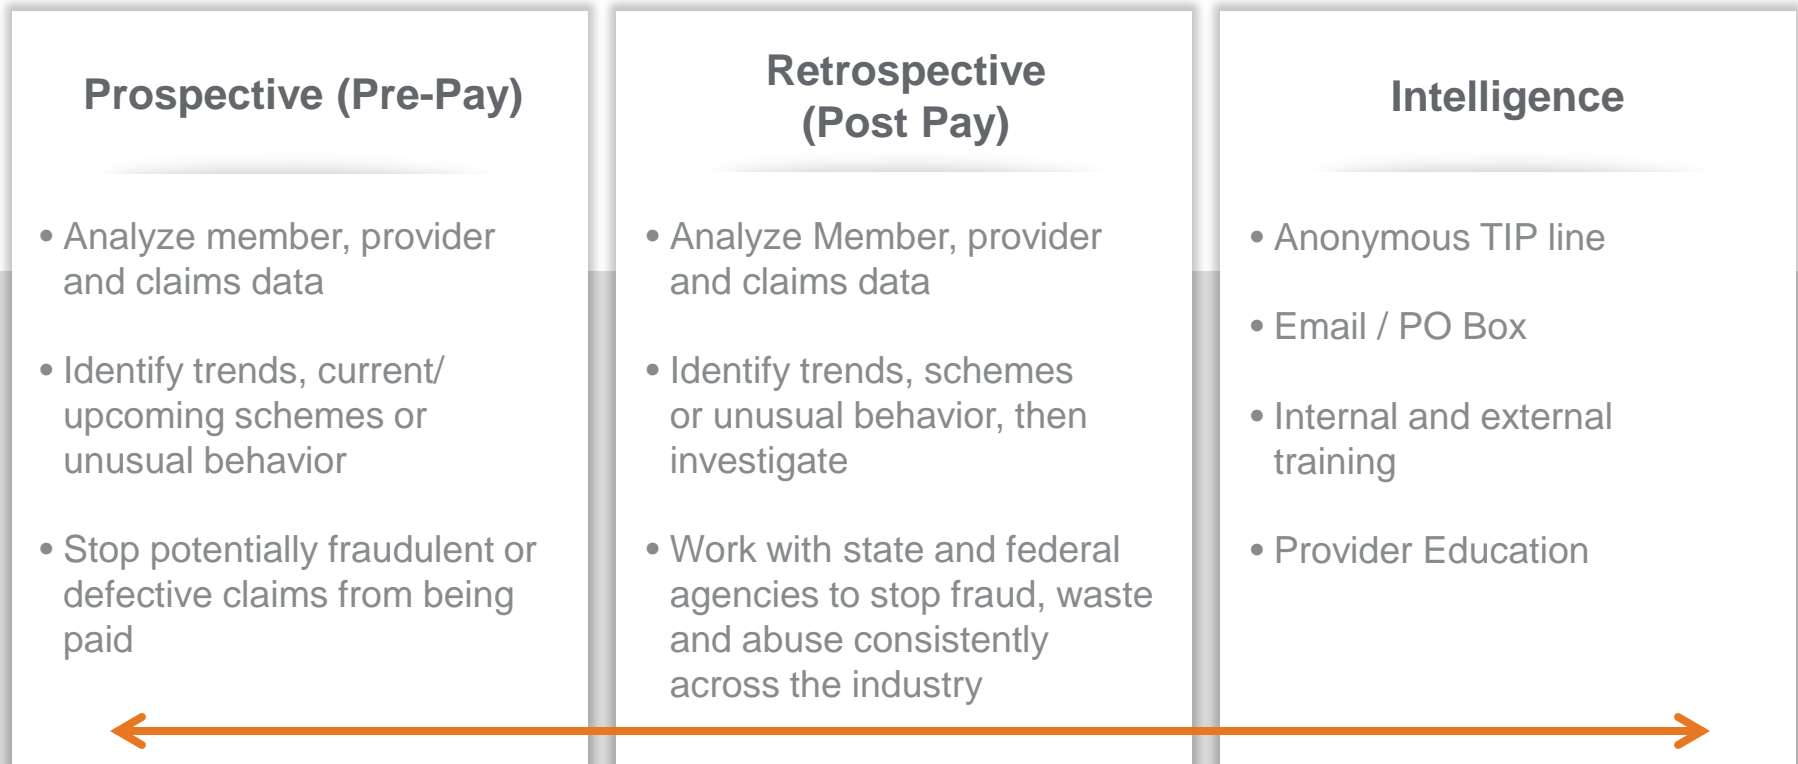 Prospective (Pre-Pay)
• Analyze member, provider
and claims data
• Identify trends, current/
upcoming schemes or
unusual behavior
• Stop potentially fraudulent or
defective claims from being
paid
Retrospective
(Post Pay)
• Analyze Member, provider
and claims data
• Identify trends, schemes
or unusual behavior, then
investigate
• Work with state and federal
agencies to stop fraud, waste
and abuse consistently
across the industry
Intelligence
• Anonymous TIP line
• Email / PO Box
• Internal and external
training
• Provider Education